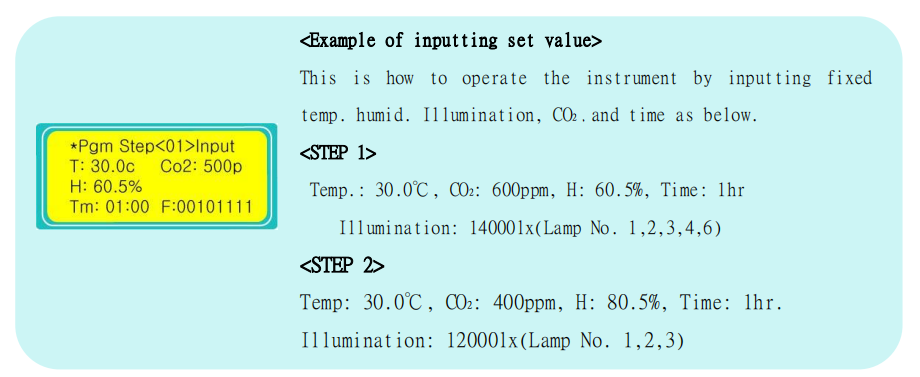 *Pgm Step<01>Input
T: 30.0c Co2: 500p
H: 60.5%
Tm: 01:00 F:00101111
<Example of inputting set value>
This is how to operate the instrument by inputting fixed
temp. humid. Illumination, CO₂.and time as below.
<STEP 1>
Temp.: 30.0℃, CO₂: 600ppm, H: 60.5%, Time: 1hr
Illumination: 14000lx(Lamp No. 1,2,3,4,6)
<STEP 2>
Temp: 30.0℃, CO₂: 400ppm, H: 80.5%, Time: 1hr.
Illumination: 12000lx(Lamp No. 1,2,3)